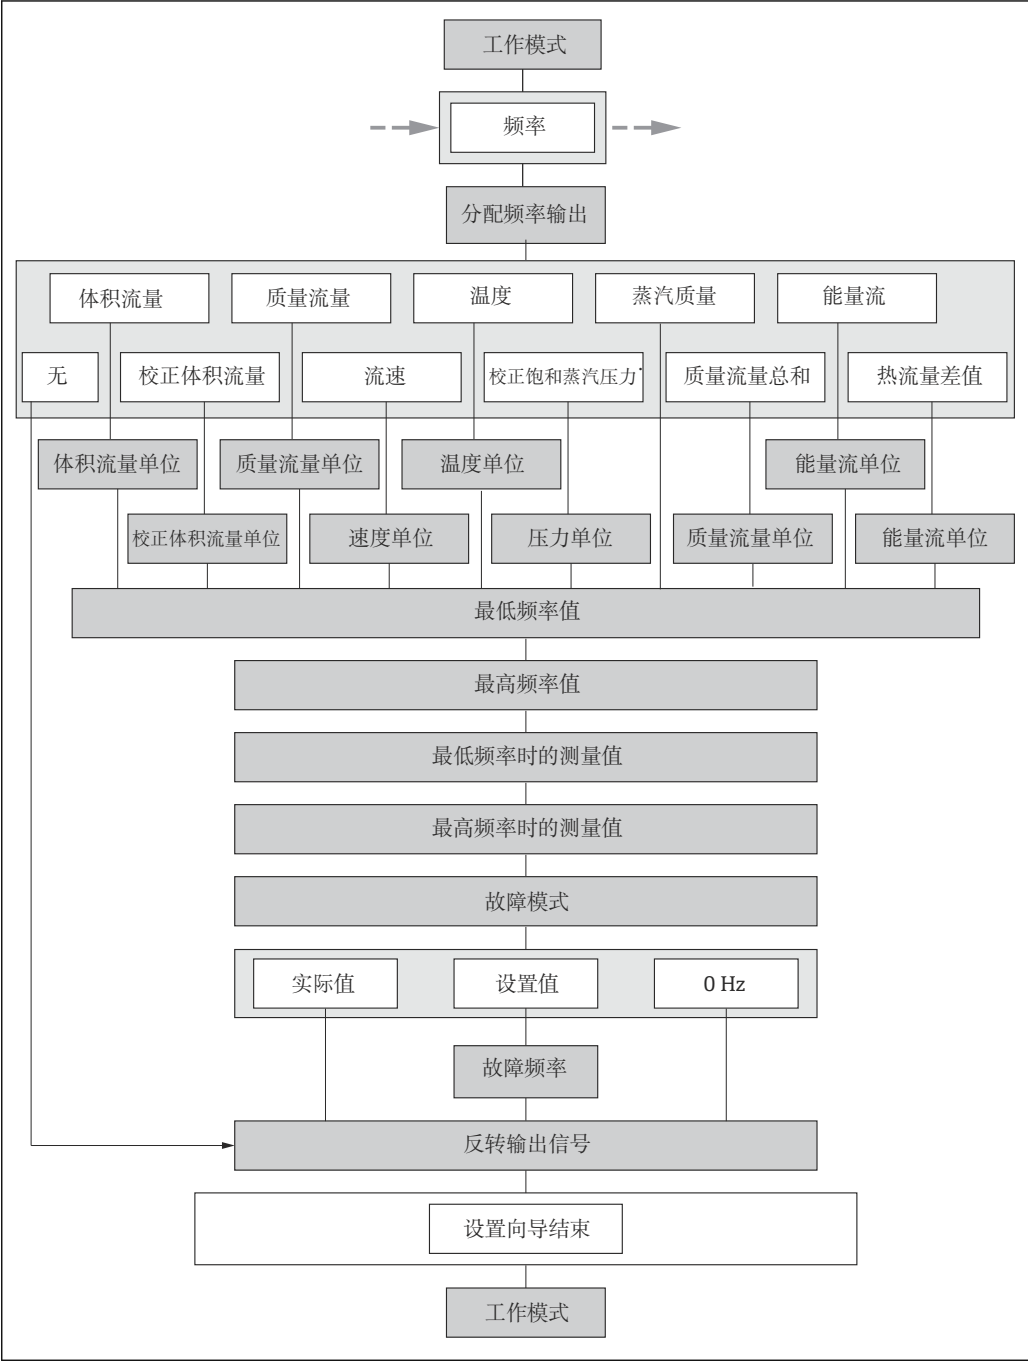 工作模式
频率
分配频率输出
体积流量
质量流量
温度
蒸汽质量
能量流
无
校正体积流量
流速
校正饱和蒸汽压力*
质量流量总和
热流量差值
体积流量单位
质量流量单位
温度单位
能量流单位
校正体积流量单位
速度单位
压力单位
质量流量单位
能量流单位
最低频率值
最高频率值
最低频率时的测量值
最高频率时的测量值
故障模式
实际值
设置值
0 Hz
故障频率
反转输出信号
设置向导结束
工作模式